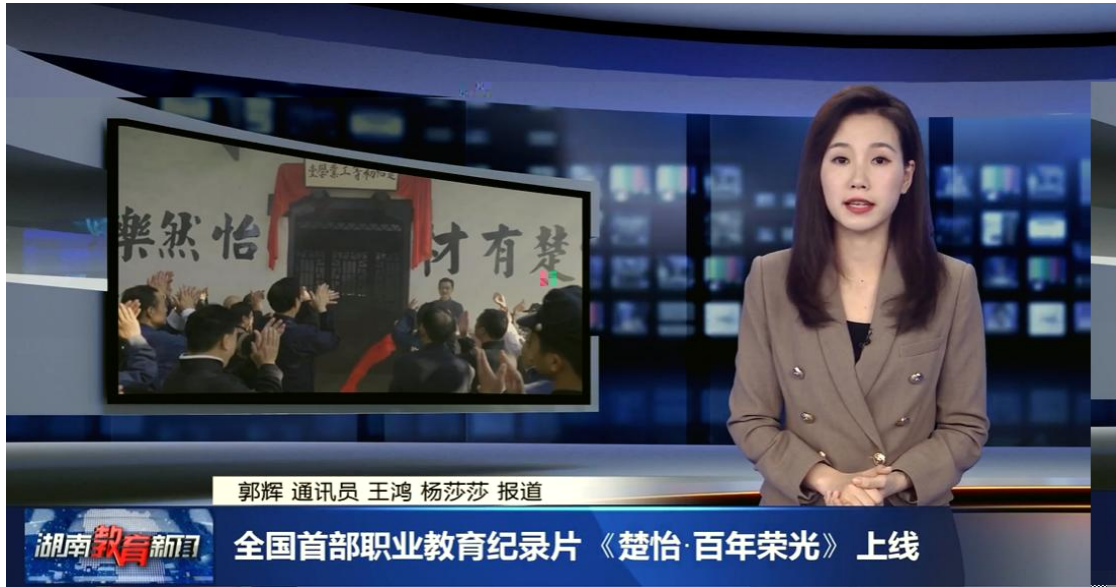 楚有才
怡然樂
郭辉 通讯员 王鸿 杨莎莎 报道
湖南教育新闻
全国首部职业教育纪录片《楚怡·百年荣光》上线